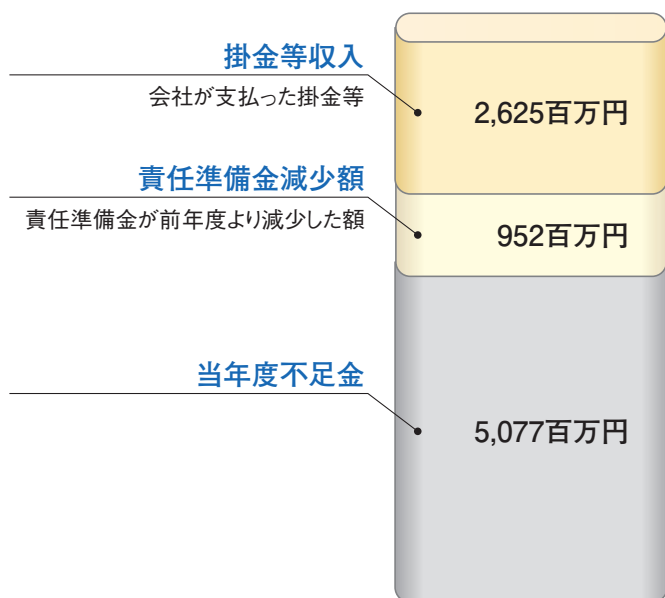 掛金等収入
会社が支払った掛金等
2,625百万円
責任準備金減少額
責任準備金が前年度より減少した額
952百万円
当年度不足金
5,077百万円